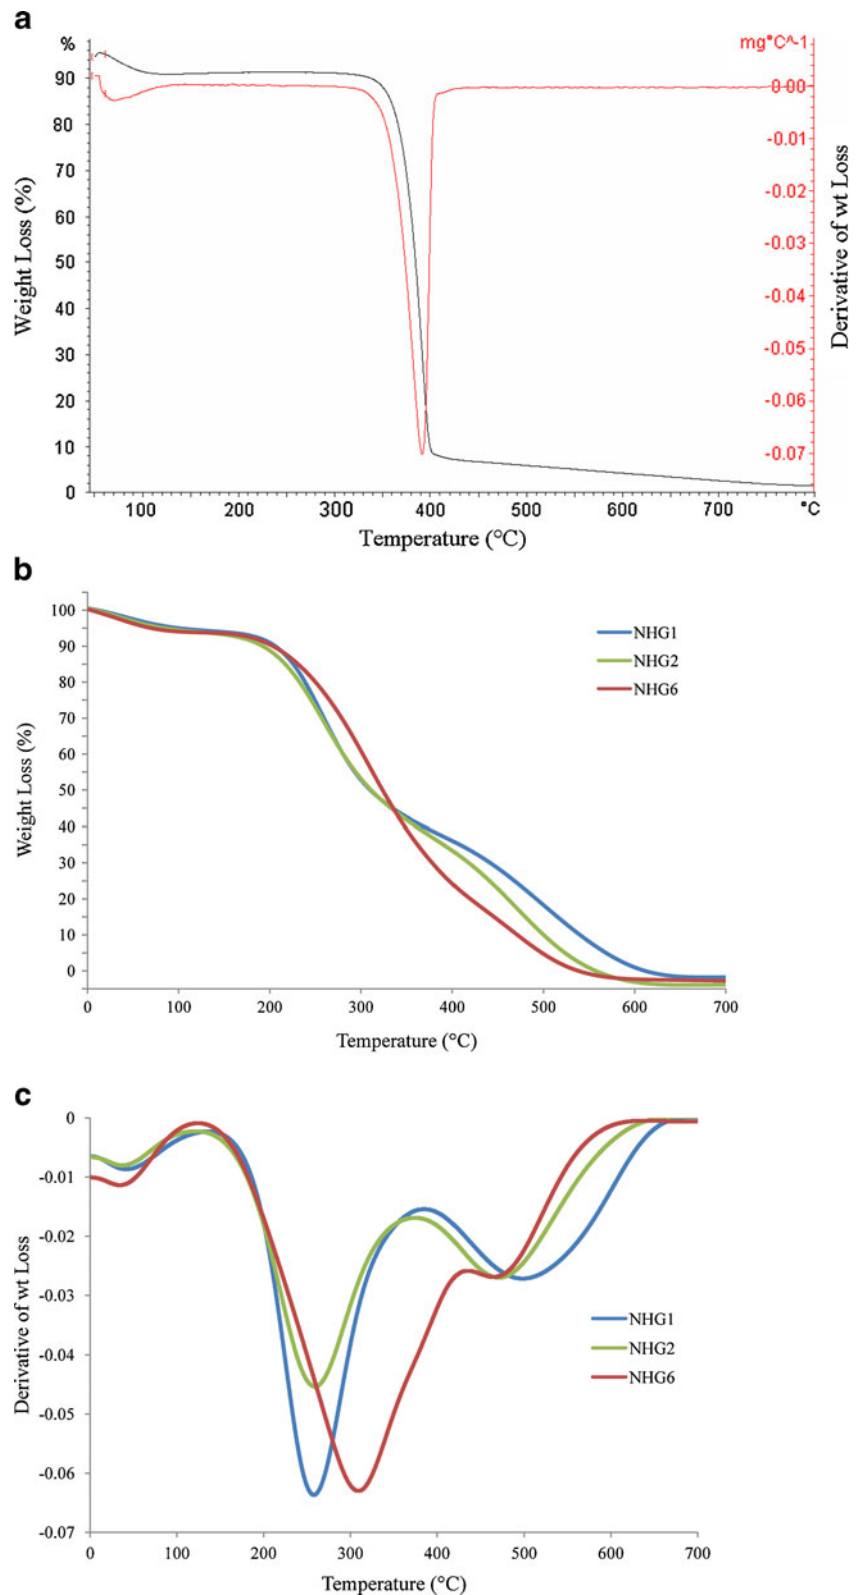 a
% mg°C^-1
90 0.00
80 -0.01
70 -0.02
60 -0.03
50 -0.04
40 -0.05
30 -0.06
20 -0.07
10
0
Weight Loss (%)
Derivative of wt Loss
100 200 300 400 500 600 700 °C
Temperature (°C)
b
100
90
80
70
60
50
40
30
20
10
0
Weight Loss (%)
NHG1
NHG2
NHG6
0 100 200 300 400 500 600 700
Temperature (°C)
c
0
-0.01
-0.02
-0.03
-0.04
-0.05
-0.06
-0.07
Derivative of wt Loss
NHG1
NHG2
NHG6
0 100 200 300 400 500 600 700
Temperature (°C)